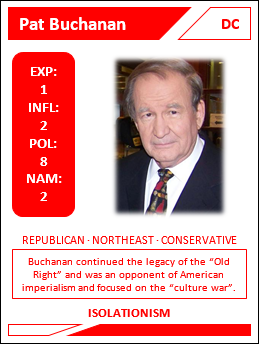 Pat Buchanan
DC
EXP:
1
INFL:
2
POL:
8
NAM:
2
REPUBLICAN · NORTHEAST · CONSERVATIVE
Buchanan continued the legacy of the “Old
Right” and was an opponent of American
imperialism and focused on the “culture war”.
ISOLATIONISM